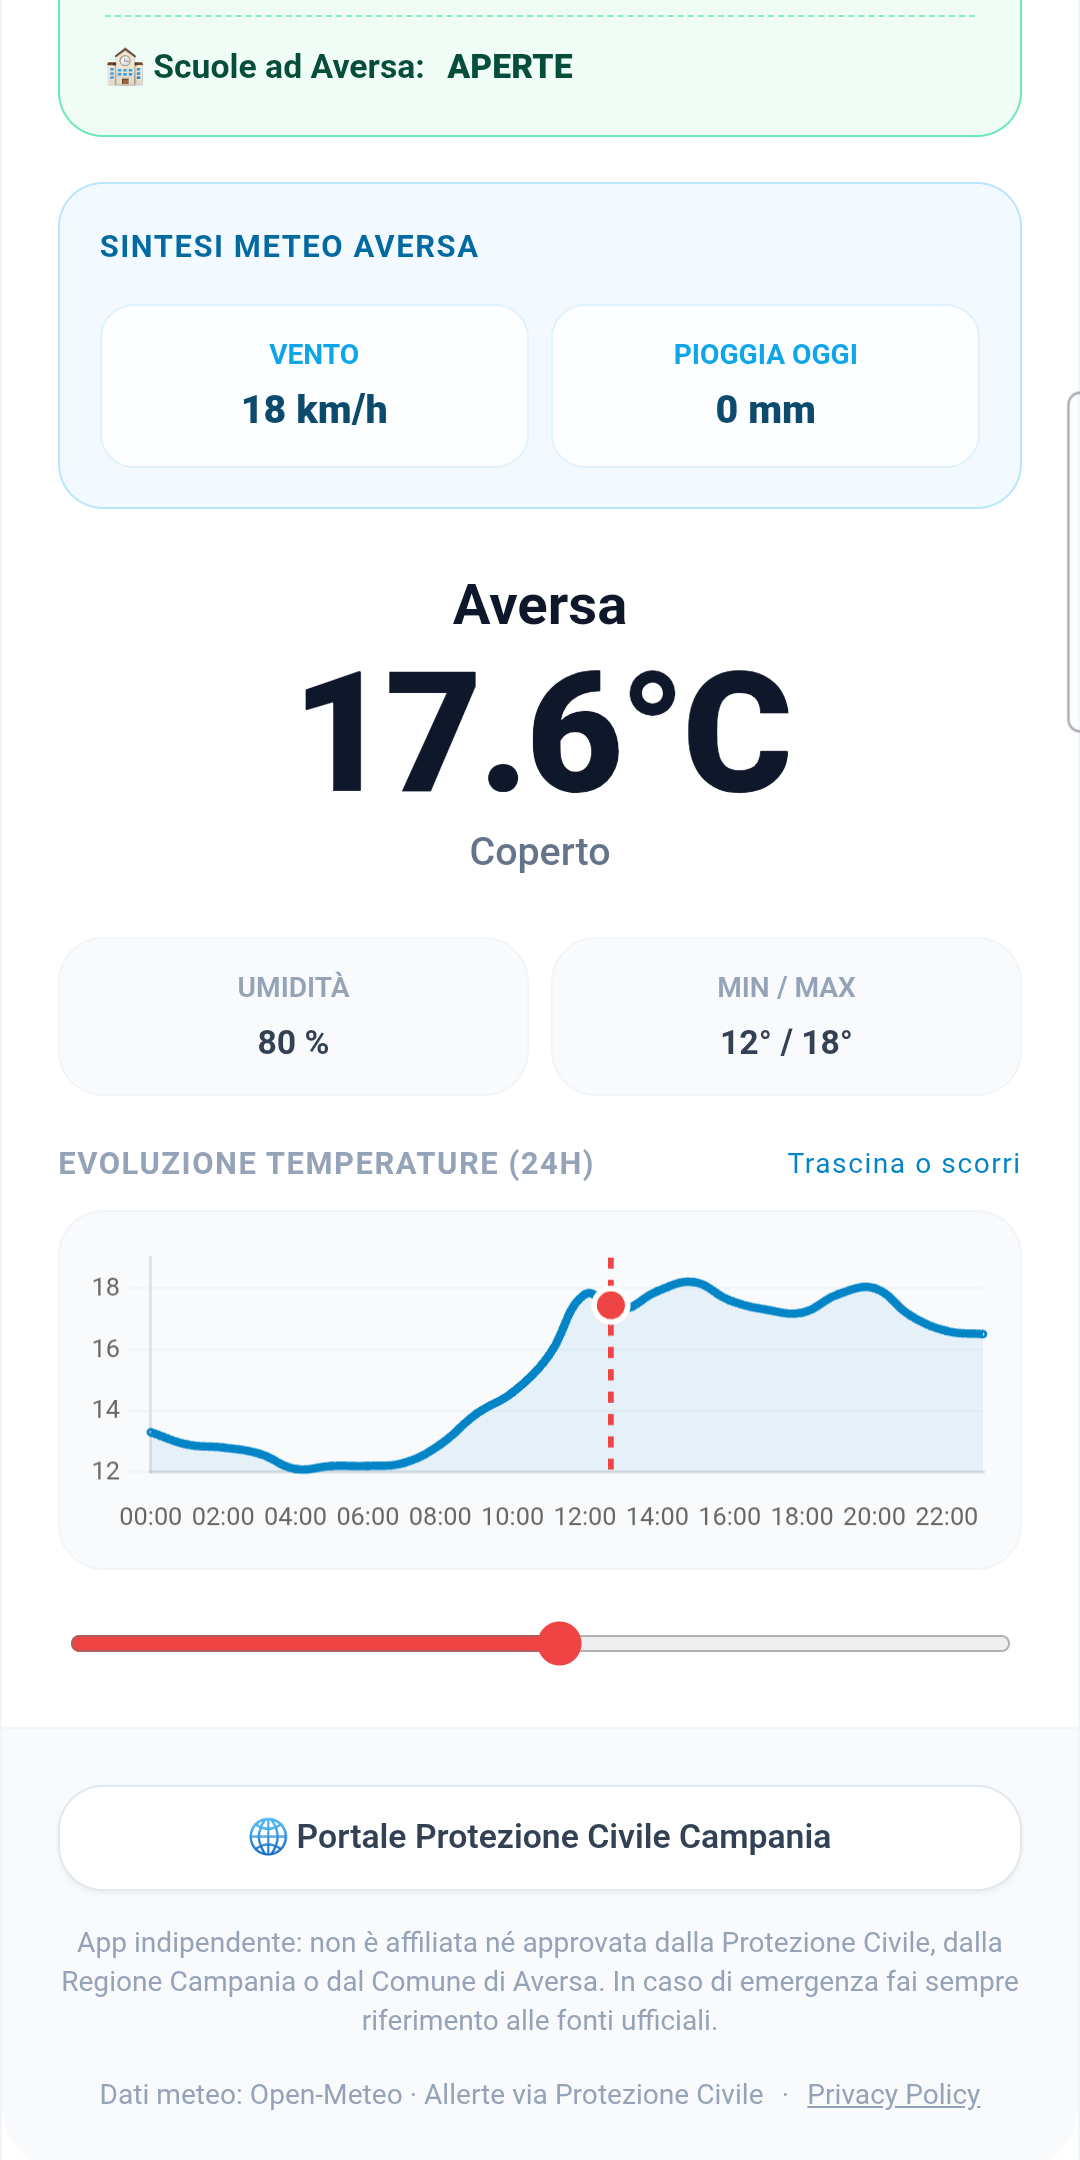 Scuole ad Aversa: APERTE
SINTESI METEO AVERSA
VENTO
18 km/h
PIOGGIA OGGI
0 mm
Aversa
17.6°C
Coperto
UMIDITÀ
80 %
MIN / MAX
12° / 18°
EVOLUZIONE TEMPERATURE (24H)
Trascina o scorri
18
16
14
12
00:00 02:00 04:00 06:00 08:00 10:00 12:00 14:00 16:00 18:00 20:00 22:00
Portale Protezione Civile Campania
App indipendente: non è affiliata né approvata dalla Protezione Civile, dalla
Regione Campania o dal Comune di Aversa. In caso di emergenza fai sempre
riferimento alle fonti ufficiali.
Dati meteo: Open-Meteo · Allerte via Protezione Civile · Privacy Policy